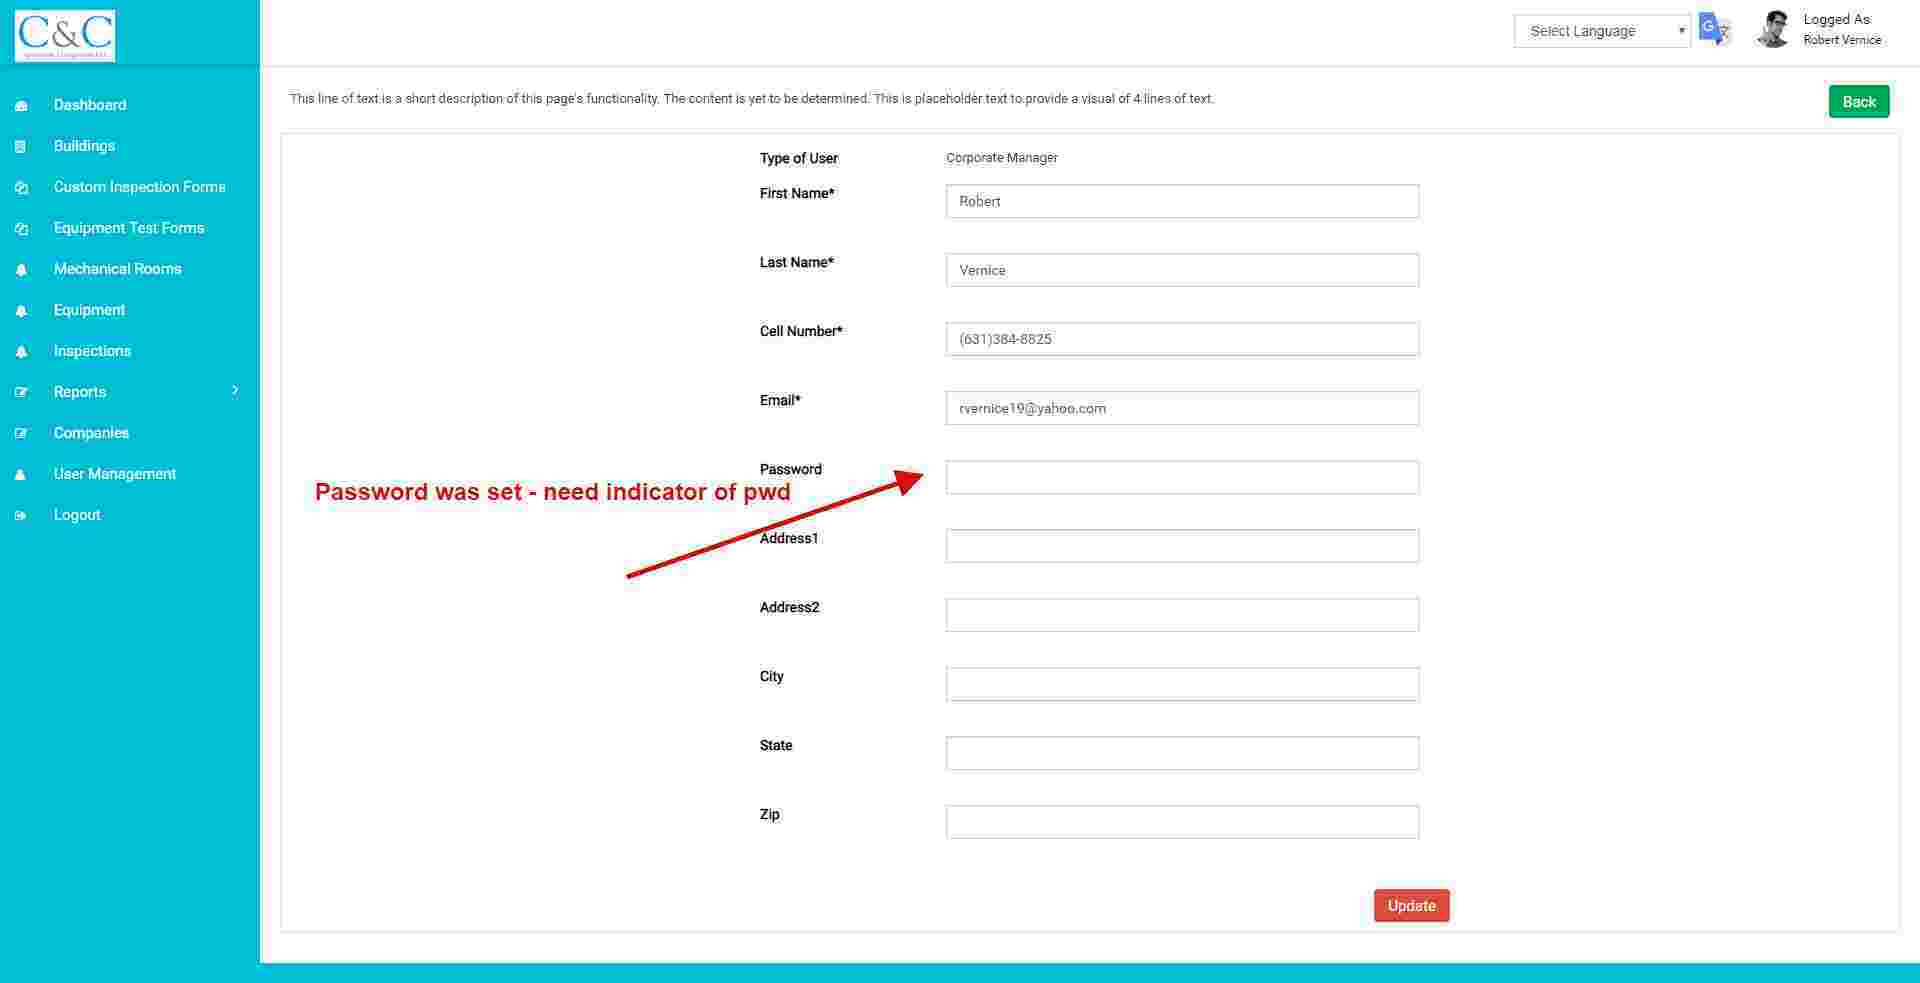 C&C
Select Language
Logged As
Robert Vernice
Dashboard
Buildings
Custom Inspection Forms
Equipment Test Forms
Mechanical Rooms
Equipment
Inspections
Reports
Companies
User Management
Logout
This line of text is a short description of this page's functionality. The content is yet to be determined. This is placeholder text to provide a visual of 4 lines of text.
Back
Type of User Corporate Manager
First Name* Robert
Last Name* Vernice
Cell Number* (631)384-8825
Email* rvernice19@yahoo.com
Password
Password was set - need indicator of pwd
Address1
Address2
City
State
Zip
Update